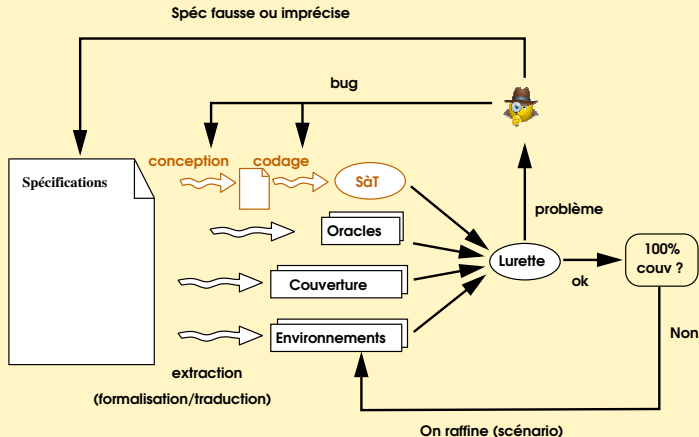 Spéc fausse ou imprécise
bug
conception
codage
Spécifications
SàT
problème
Oracles
Lurette
ok
100%
couv ?
Couverture
Environnements
Non
extraction
(formalisation/traduction)
On raffine (scénario)